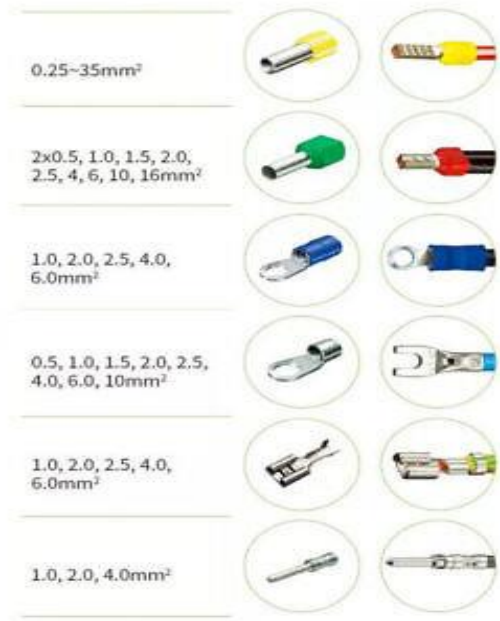 0.25~35mm²
2x0.5, 1.0, 1.5, 2.0,
2.5, 4, 6, 10, 16mm²
1.0, 2.0, 2.5, 4.0,
6.0mm²
0.5, 1.0, 1.5, 2.0, 2.5,
4.0, 6.0, 10mm²
1.0, 2.0, 2.5, 4.0,
6.0mm²
1.0, 2.0, 4.0mm²